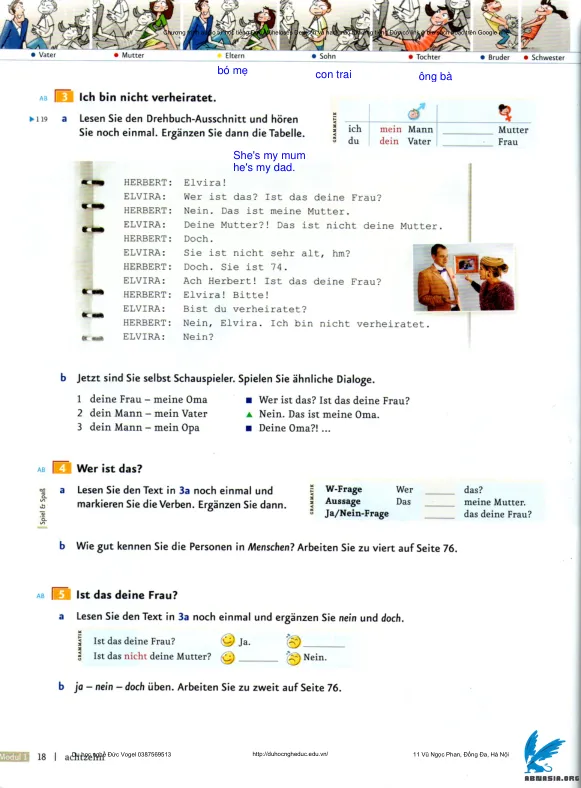 ● Vater ● Mutter ● Eltern ● Sohn ● Tochter ● Bruder ● Schwester
bó mẹ con trai ông bà
AB 3 Ich bin nicht verheiratet.
▶1 19 a Lesen Sie den Drehbuch-Ausschnitt und hören
Sie noch einmal. Ergänzen Sie dann die Tabelle.
GRAMMATIK
ich mein Mann ________ Mutter
du dein Vater ________ Frau
She's my mum
he's my dad.
HERBERT: Elvira!
ELVIRA: Wer ist das? Ist das deine Frau?
HERBERT: Nein. Das ist meine Mutter.
ELVIRA: Deine Mutter?! Das ist nicht deine Mutter.
HERBERT: Doch.
ELVIRA: Sie ist nicht sehr alt, hm?
HERBERT: Doch. Sie ist 74.
ELVIRA: Ach Herbert! Ist das deine Frau?
HERBERT: Elvira! Bitte!
ELVIRA: Bist du verheiratet?
HERBERT: Nein, Elvira. Ich bin nicht verheiratet.
ELVIRA: Nein?
b Jetzt sind Sie selbst Schauspieler. Spielen Sie ähnliche Dialoge.
1 deine Frau – meine Oma ■ Wer ist das? Ist das deine Frau?
2 dein Mann – mein Vater ▲ Nein. Das ist meine Oma.
3 dein Mann – mein Opa ■ Deine Oma?! ...
AB 4 Wer ist das?
Spiel & Spaß
a Lesen Sie den Text in 3a noch einmal und
markieren Sie die Verben. Ergänzen Sie dann.
GRAMMATIK
W-Frage Wer ______ das?
Aussage Das ______ meine Mutter.
Ja/Nein-Frage ______ das deine Frau?
b Wie gut kennen Sie die Personen in Menschen? Arbeiten Sie zu viert auf Seite 76.
AB 5 Ist das deine Frau?
a Lesen Sie den Text in 3a noch einmal und ergänzen Sie nein und doch.
GRAMMATIK
Ist das deine Frau? Ja. ________
Ist das nicht deine Mutter? ________ Nein.
b ja – nein – doch üben. Arbeiten Sie zu zweit auf Seite 76.
Modul 1 18 | achtzehn
Du học nghề Đức Vogel 0387569513 http://duhocngheduc.edu.vn/ 11 Vũ Ngọc Phan, Đống Đa, Hà Nội
ABWASIA.ORG